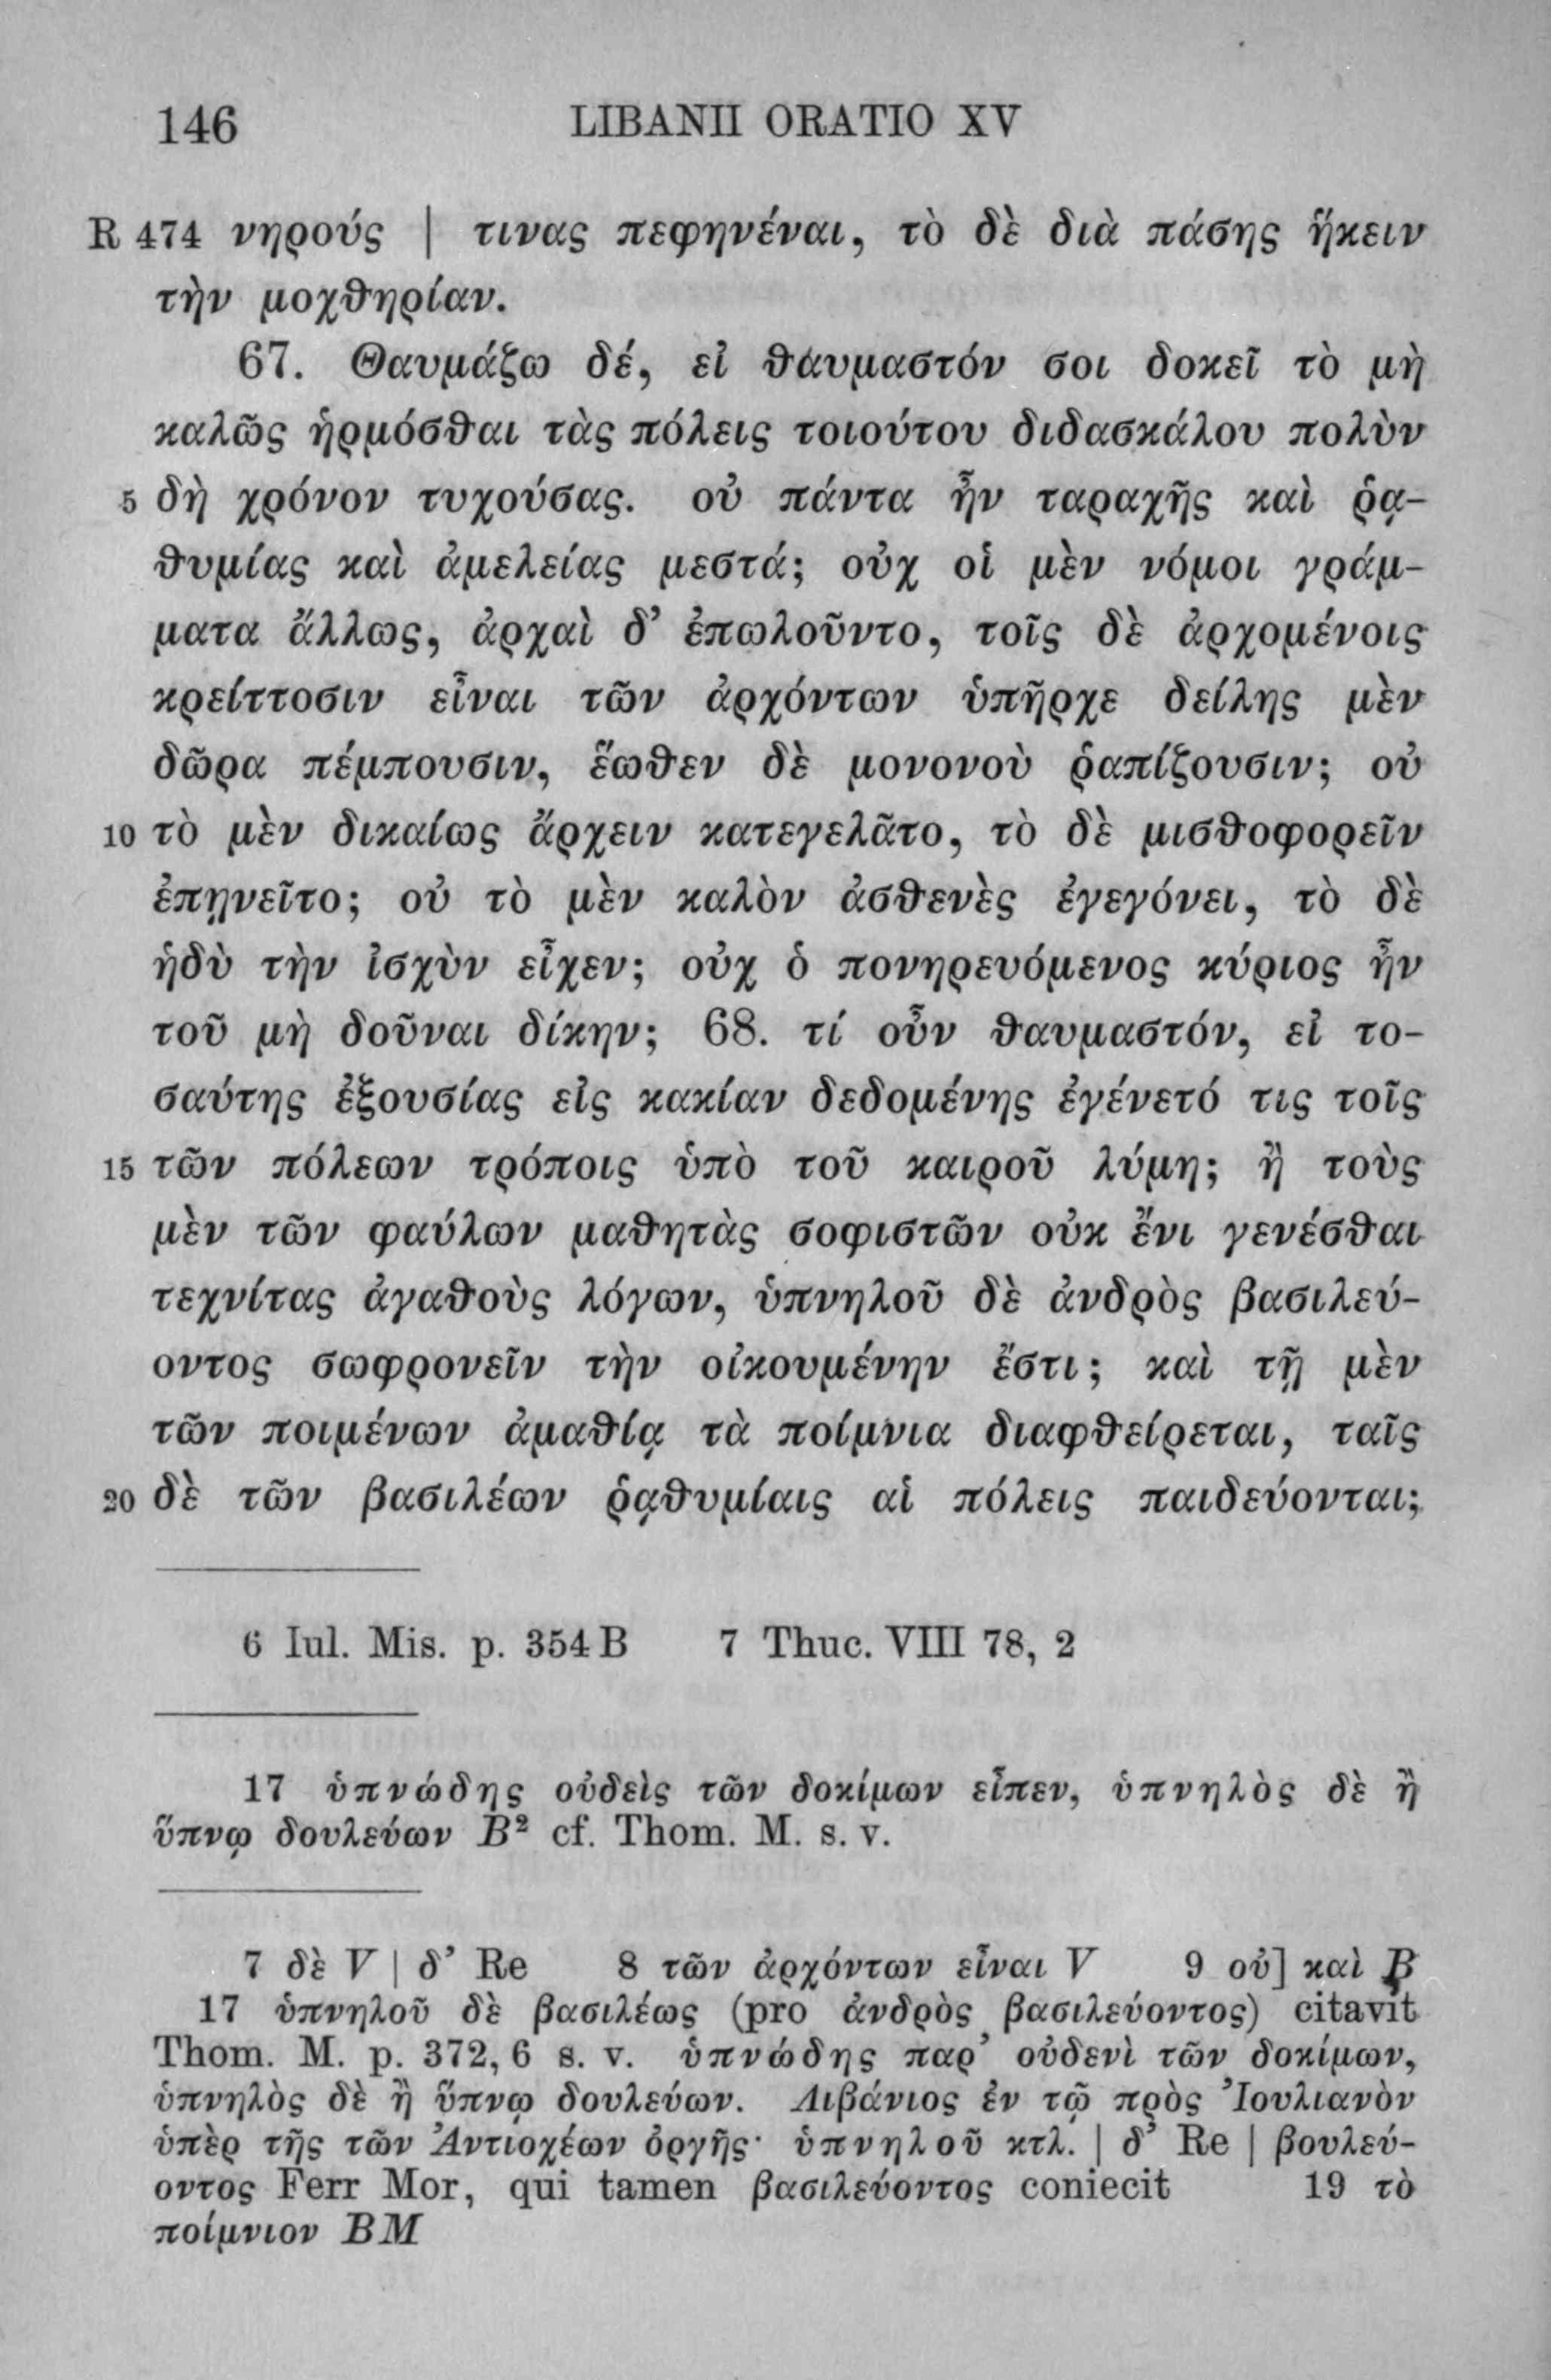 146 LIBANII ORATIO XV
R 474 νηρούς | τινας πεφηνέναι, τὸ δὲ διὰ πάσης ἥκειν
τὴν μοχθηρίαν.
67. Θαυμάζω δέ, εἰ θαυμαστόν σοι δοκεῖ τὸ μὴ
καλῶς ἡρμόσθαι τὰς πόλεις τοιούτου διδασκάλου πολὺν
5 δὴ χρόνον τυχούσας. οὐ πάντα ἦν ταραχῆς καὶ ῥᾳ-
θυμίας καὶ ἀμελείας μεστά; οὐχ οἱ μὲν νόμοι γράμ-
ματα ἄλλως, ἀρχαὶ δ’ ἐπωλοῦντο, τοῖς δὲ ἀρχομένοις
κρείττοσιν εἶναι τῶν ἀρχόντων ὑπῆρχε δείλης μὲν
δῶρα πέμπουσιν, ἕωθεν δὲ μονονοὺ ῥαπίζουσιν; οὐ
10 τὸ μὲν δικαίως ἄρχειν κατεγελᾶτο, τὸ δὲ μισθοφορεῖν
ἐπῃνεῖτο; οὐ τὸ μὲν καλὸν ἀσθενὲς ἐγεγόνει, τὸ δὲ
ἡδὺ τὴν ἰσχὺν εἶχεν; οὐχ ὁ πονηρευόμενος κύριος ἦν
τοῦ μὴ δοῦναι δίκην; 68. τί οὖν θαυμαστόν, εἰ το-
σαύτης ἐξουσίας εἰς κακίαν δεδομένης ἐγένετό τις τοῖς
15 τῶν πόλεων τρόποις ὑπὸ τοῦ καιροῦ λύμη; ἢ τοὺς
μὲν τῶν φαύλων μαθητὰς σοφιστῶν οὐκ ἔνι γενέσθαι
τεχνίτας ἀγαθοὺς λόγων, ὑπνηλοῦ δὲ ἀνδρὸς βασιλεύ-
οντος σωφρονεῖν τὴν οἰκουμένην ἔστι; καὶ τῇ μὲν
τῶν ποιμένων ἀμαθίᾳ τὰ ποίμνια διαφθείρεται, ταῖς
20 δὲ τῶν βασιλέων ῥᾳθυμίαις αἱ πόλεις παιδεύονται;
6 Iul. Mis. p. 354 B 7 Thuc. VIII 78, 2
17 ὑπνώδης οὐδεὶς τῶν δοκίμων εἶπεν, ὑπνηλὸς δὲ ἢ
ὕπνῳ δουλεύων B² cf. Thom. M. s. v.
7 δὲ V | δ’ Re 8 τῶν ἀρχόντων εἶναι V 9 οὐ] καὶ B
17 ὑπνηλοῦ δὲ βασιλέως (pro ἀνδρὸς βασιλεύοντος) citavit
Thom. M. p. 372, 6 s. v. ὑπνώδης παρ’ οὐδενὶ τῶν δοκίμων,
ὑπνηλὸς δὲ ἢ ὕπνῳ δουλεύων. Λιβάνιος ἐν τῷ πρὸς Ἰουλιανὸν
ὑπὲρ τῆς τῶν Ἀντιοχέων ὀργῆς· ὑπνηλοῦ κτλ. | δ’ Re | βουλεύ-
οντος Ferr Mor, qui tamen βασιλεύοντος coniecit 19 τὸ
ποίμνιον BM